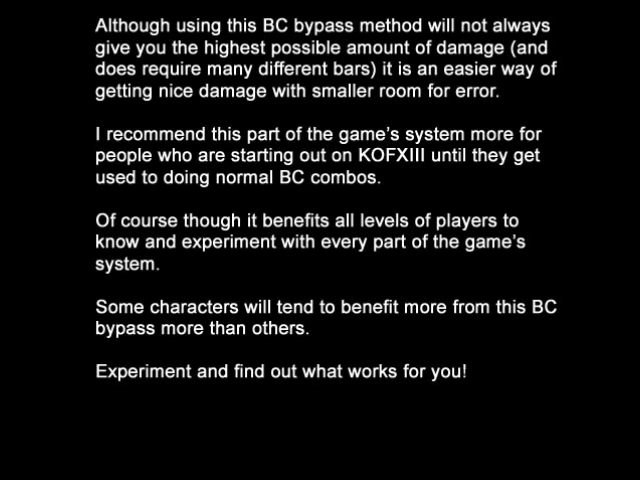 Although using this BC bypass method will not always
give you the highest possible amount of damage (and
does require many different bars) it is an easier way of
getting nice damage with smaller room for error.
I recommend this part of the game's system more for
people who are starting out on KOFXIII until they get
used to doing normal BC combos.
Of course though it benefits all levels of players to
know and experiment with every part of the game's
system.
Some characters will tend to benefit more from this BC
bypass more than others.
Experiment and find out what works for you!